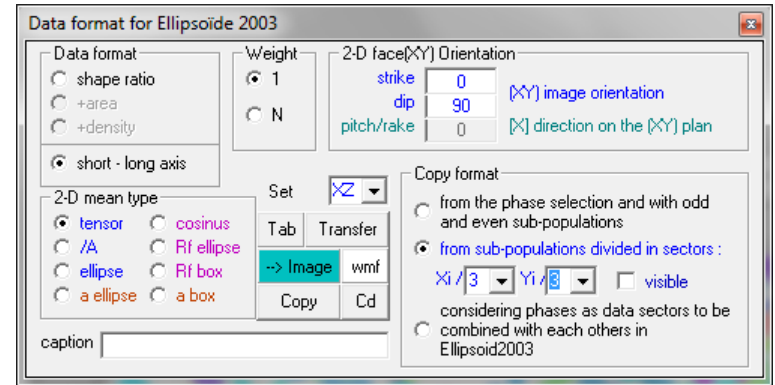 Data format for Ellipsoïde 2003
Data format
shape ratio
+area
+density
short - long axis
Weight
1
N
2-D face(XY) Orientation
strike 0
dip 90
(XY) image orientation
pitch/rake 0 [X] direction on the (XY) plan
2-D mean type
tensor cosinus
/A Rf ellipse
ellipse Rf box
a ellipse a box
Set XZ
Tab Transfer
--> Image wmf
Copy Cd
Copy format
from the phase selection and with odd
and even sub-populations
from sub-populations divided in sectors :
Xi / 3 Yi / 3 visible
considering phases as data sectors to be
combined with each others in
Ellipsoid2003
caption